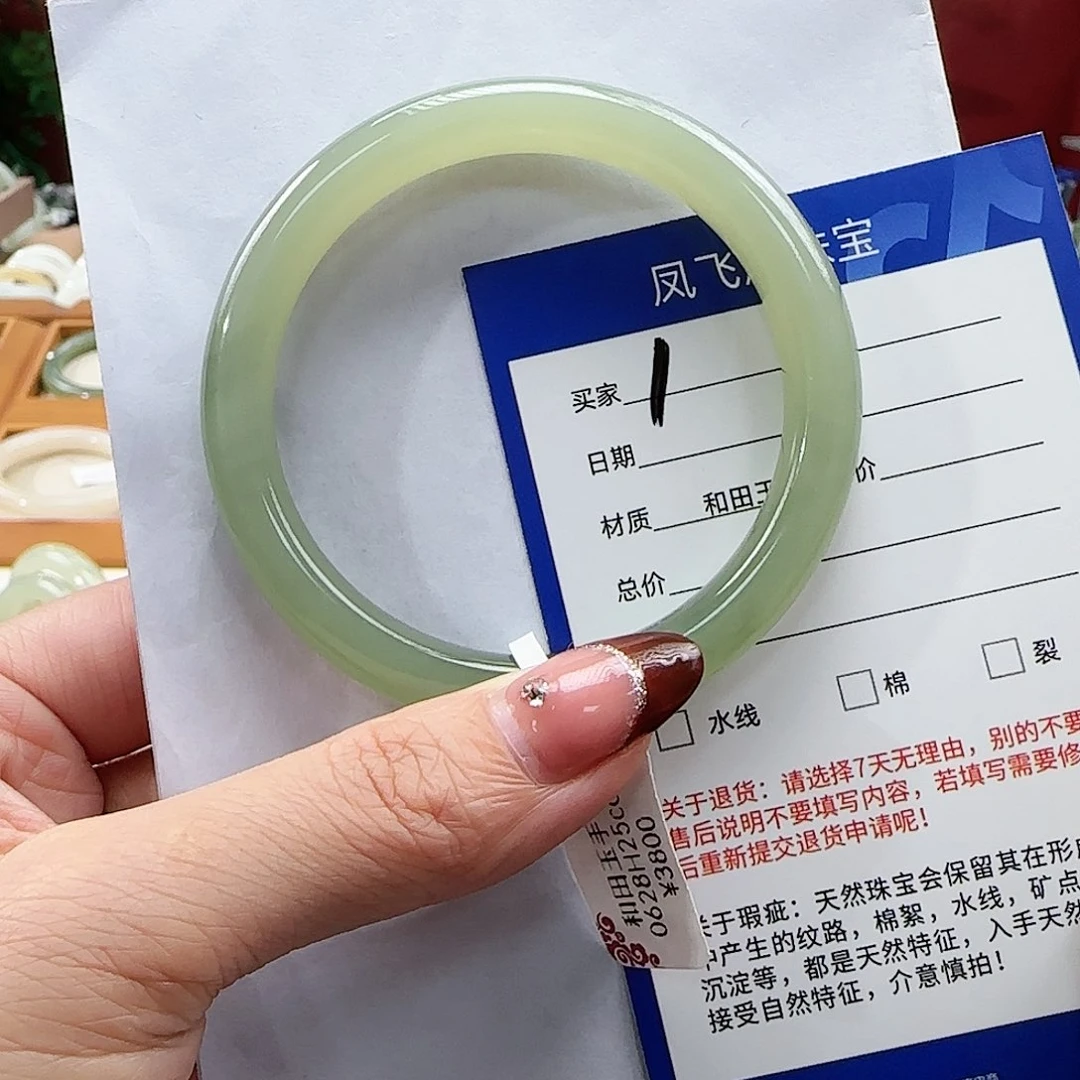 凤飞 珠宝
买家
日期
价
材质 和田玉
总价
水线 棉 裂
关于退货：请选择7天无理由，别的不要
售后说明不要填写内容，若填写需要修
后重新提交退货申请呢！
关于瑕疵：天然珠宝会保留其在形成
中产生的纹路，棉絮，水线，矿点
沉淀等，都是天然特征，入手天然
接受自然特征，介意慎拍！
和田玉手
0628H25C
¥3800